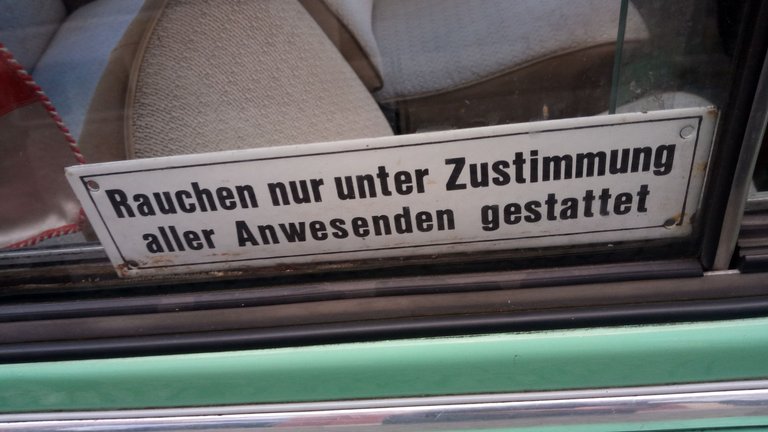 Rauchen nur unter Zustimmung
aller Anwesenden gestattet